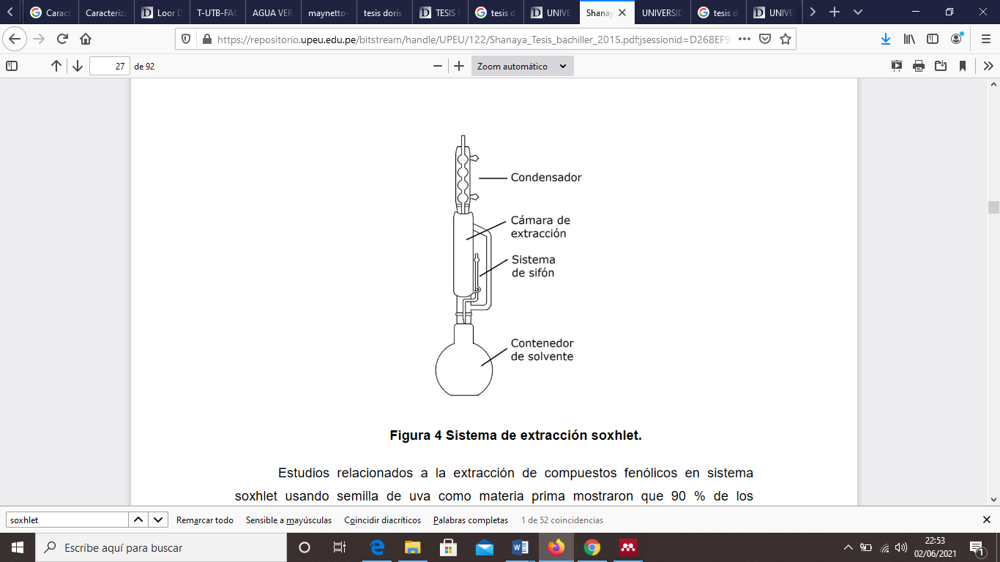 Caract
Caracteriza
Loor D
T-UTB-FAC
AGUA VER
maynetto-
tesis doris
TESIS F
tesis d
UNIVE
Shanay
UNIVERSID
tesis d
UNIVE
https://repositorio.upeu.edu.pe/bitstream/handle/UPEU/122/Shanaya_Tesis_bachiller_2015.pdf;jsessionid=D268EF9
27 de 92
Zoom automático
Condensador
Cámara de
extracción
Sistema
de sifón
Contenedor
de solvente
Figura 4 Sistema de extracción soxhlet.
Estudios relacionados a la extracción de compuestos fenólicos en sistema
soxhlet usando semilla de uva como materia prima mostraron que 90 % de los
soxhlet
Remarcar todo
Sensible a mayúsculas
Coincidir diacríticos
Palabras completas
1 de 52 coincidencias
Escribe aquí para buscar
22:53
02/06/2021
1